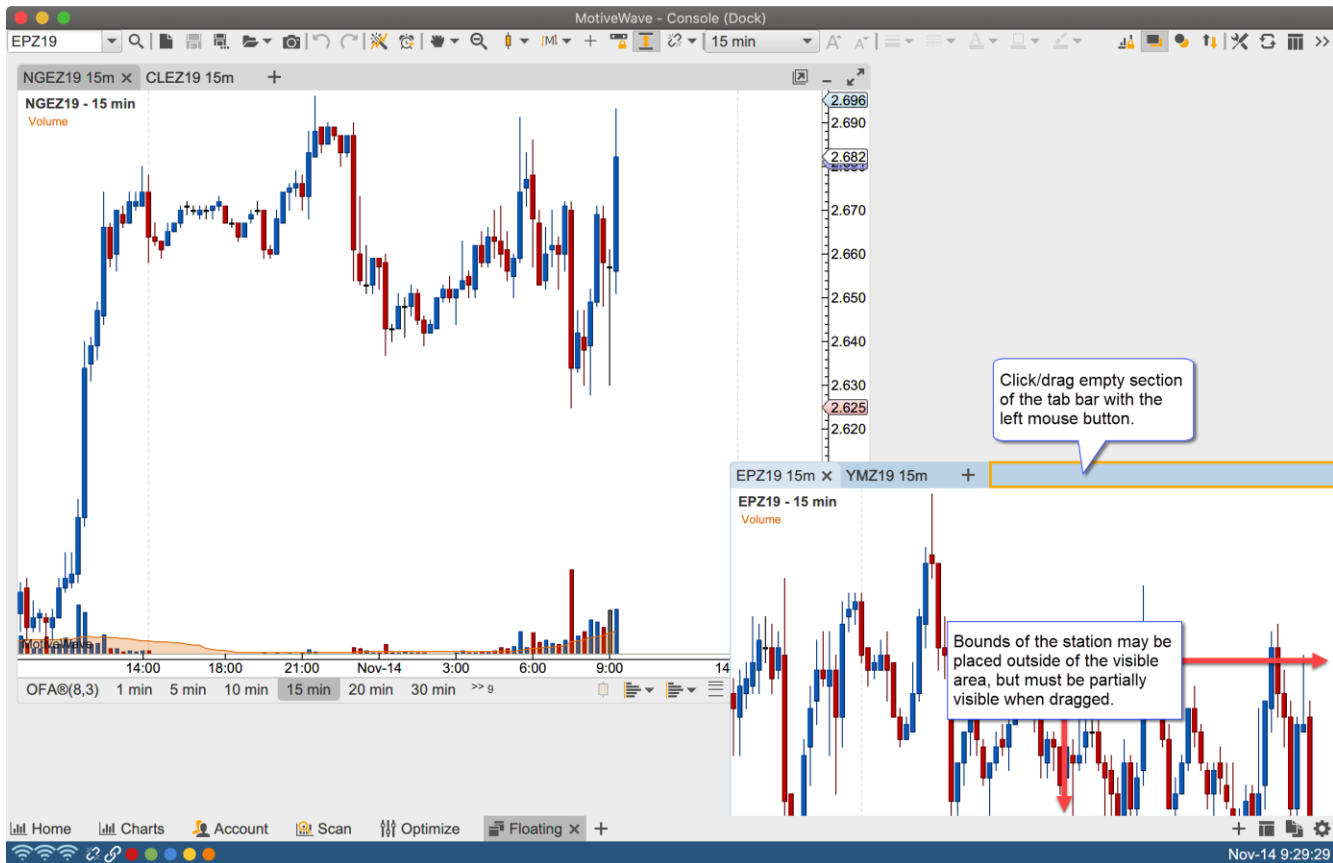 MotiveWave - Console (Dock)
EPZ19
15 min
NGEZ19 15m
CLEZ19 15m
NGEZ19 - 15 min
Volume
2.696
2.690
2.682
2.670
2.660
2.650
2.640
2.630
2.625
2.620
Click/drag empty section
of the tab bar with the
left mouse button.
EPZ19 15m
YMZ19 15m
EPZ19 - 15 min
Volume
Bounds of the station may be
placed outside of the visible
area, but must be partially
visible when dragged.
MotiveWave
14:00 18:00 21:00 Nov-14 3:00 6:00 9:00 14
OFA®(8,3) 1 min 5 min 10 min 15 min 20 min 30 min >> 9
Home Charts Account Scan Optimize Floating
Nov-14 9:29:29